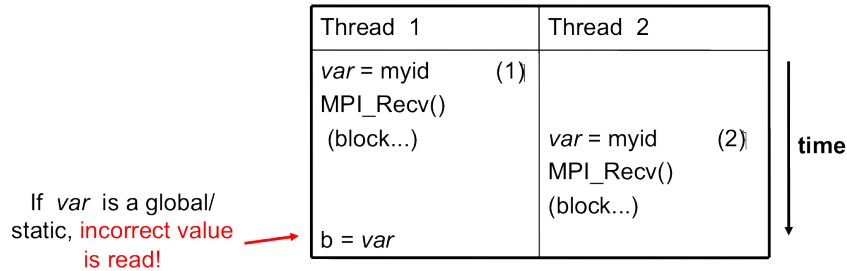 Thread 1
Thread 2
var = myid (1)
MPI_Recv()
(block...)
var = myid (2)
MPI_Recv()
(block...)
b = var
time
If var is a global/
static, incorrect value
is read!